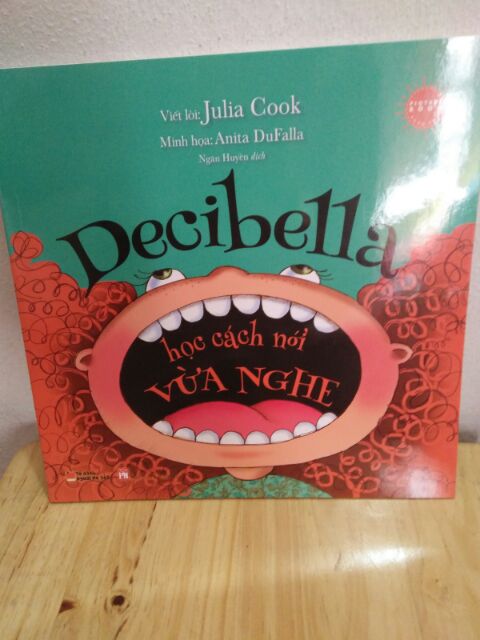 Viết lời: Julia Cook
Minh họa: Anita DuFalla
Ngân Huyền dịch
Decibella
học cách nói
VỪA NGHE